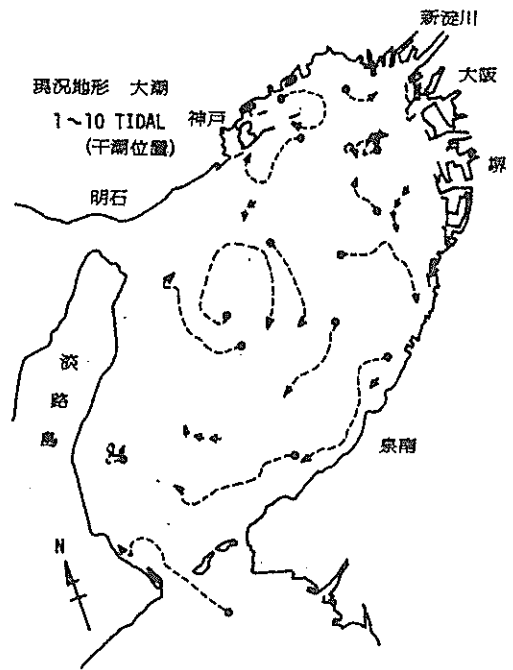 新淀川
大阪
現況地形 大潮
1～10 TIDAL
(干潮位置)
神戸
堺
明石
淡路島
泉南
N